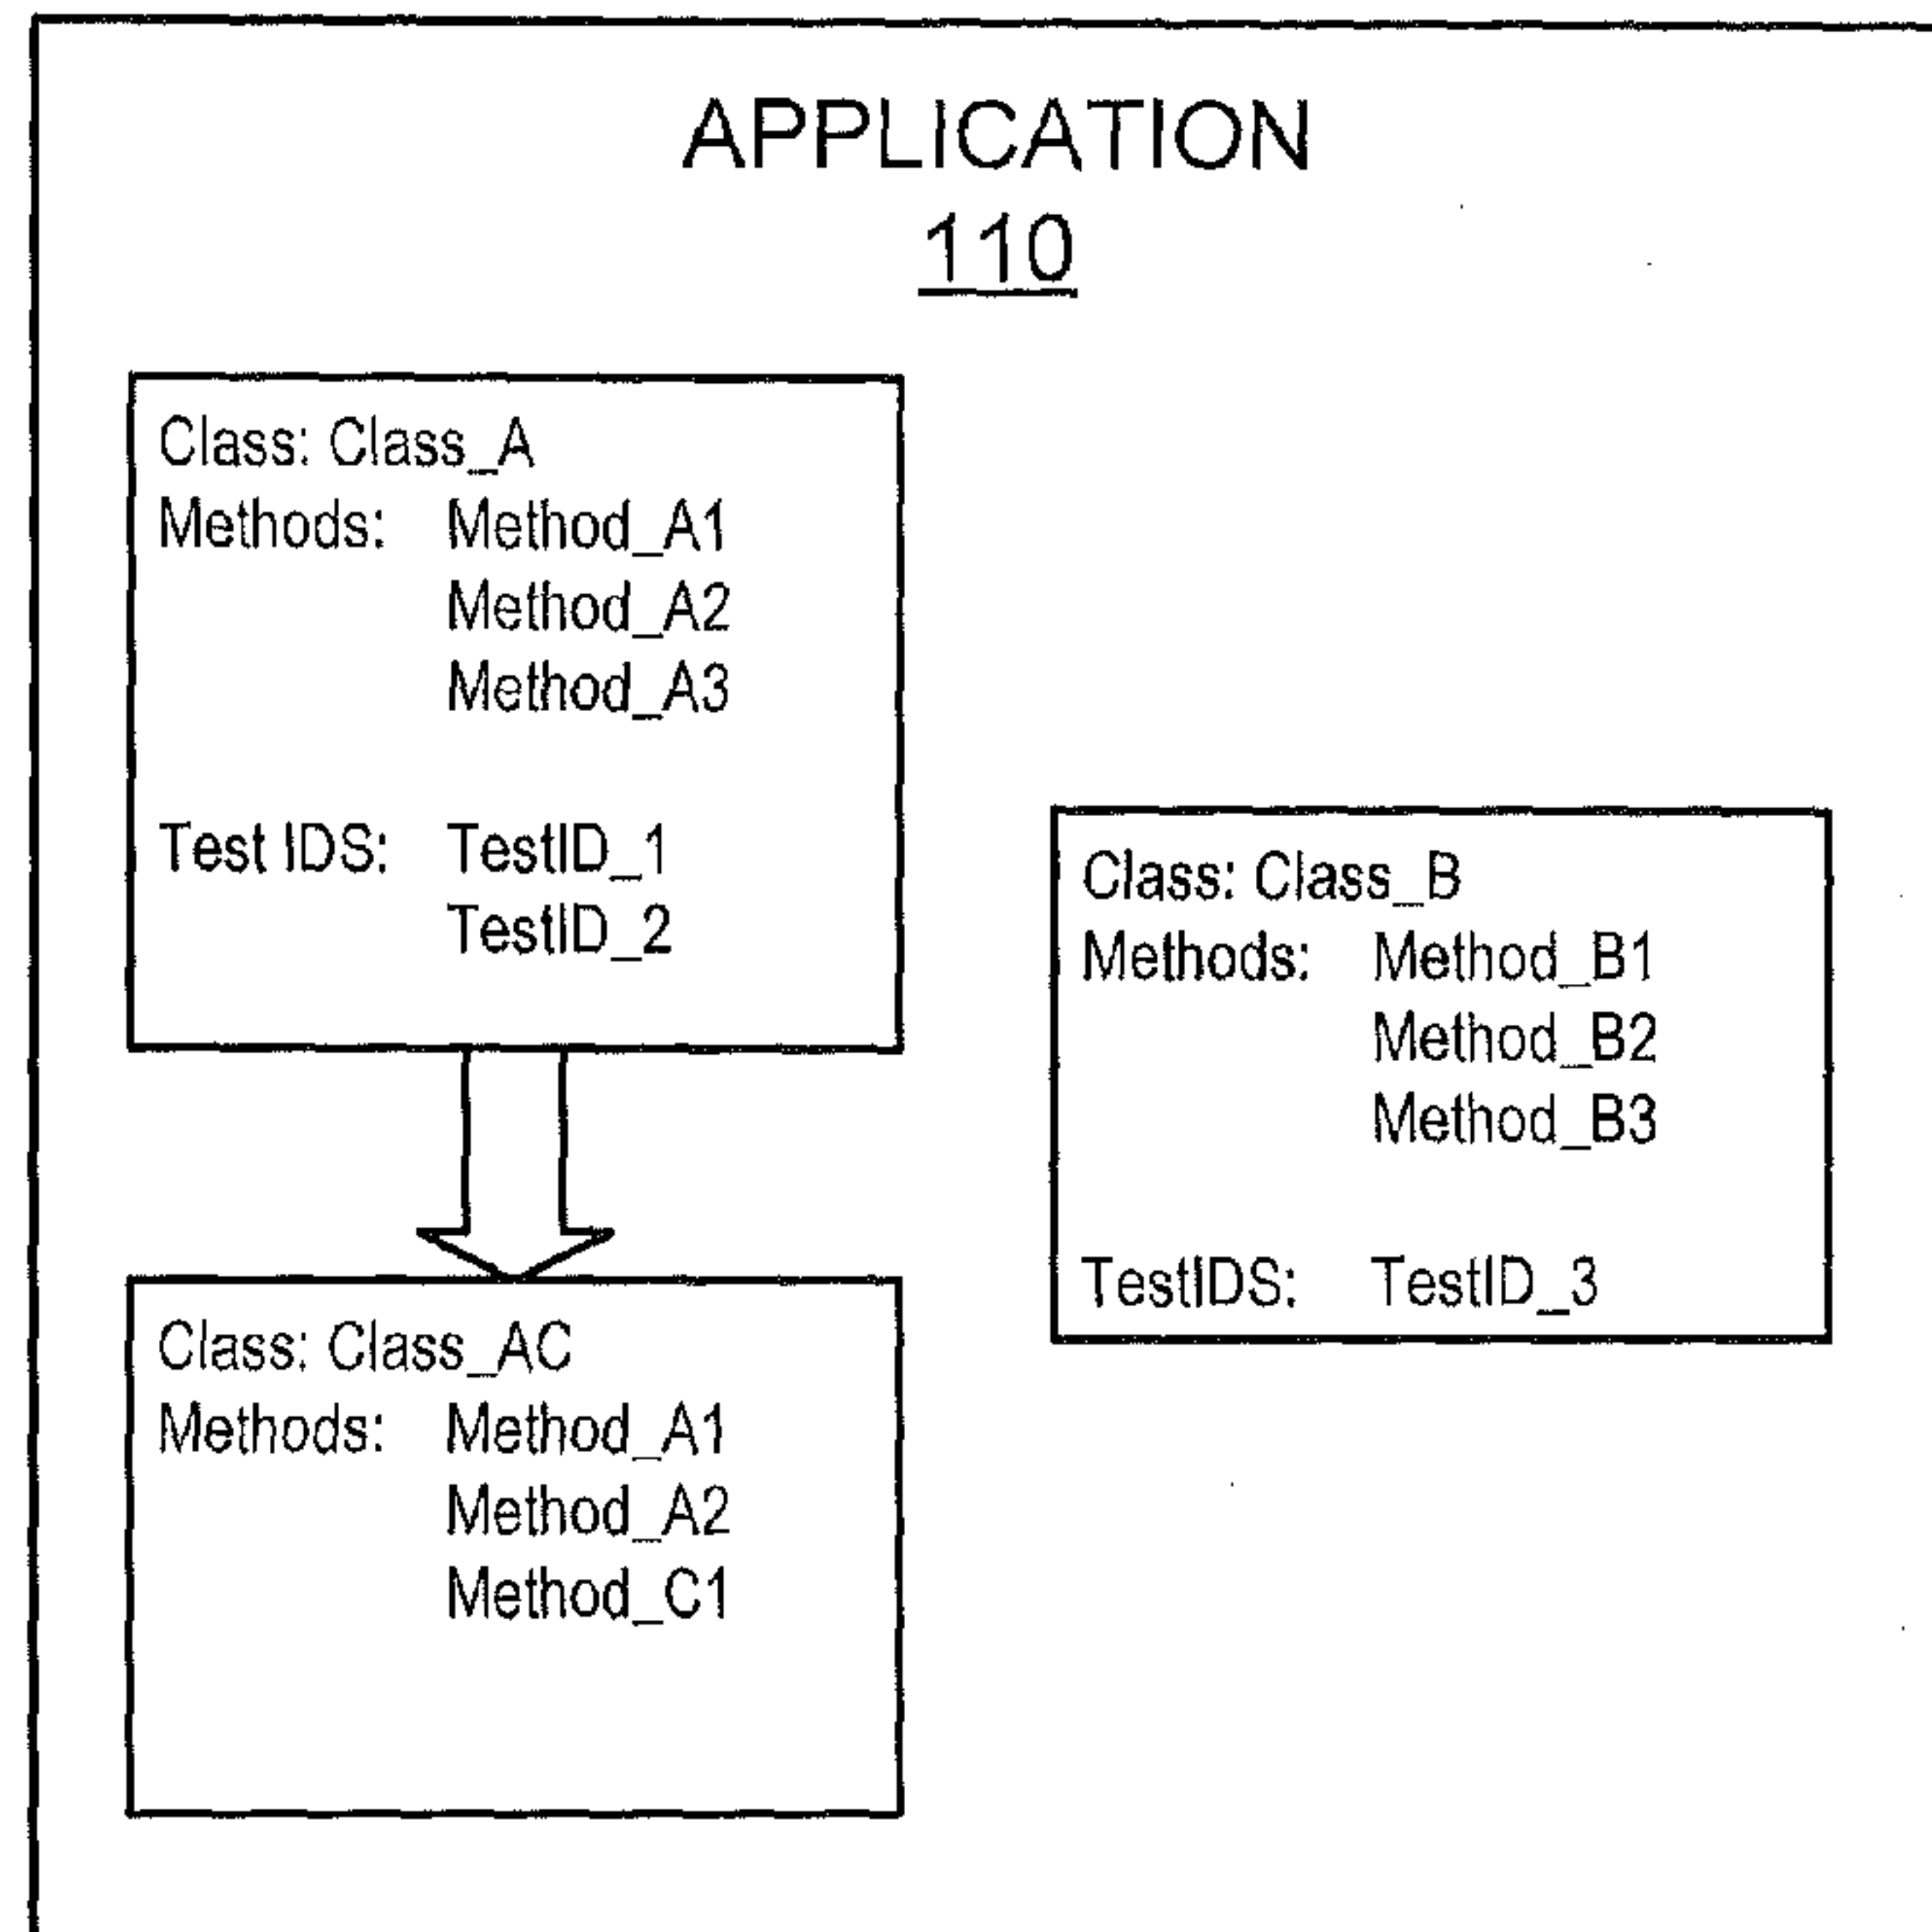 APPLICATION
110
Class: Class_A
Methods: Method_A1
Method_A2
Method_A3
Test IDS: TestID_1
TestID_2
Class: Class_B
Methods: Method_B1
Method_B2
Method_B3
TestIDS: TestID_3
Class: Class_AC
Methods: Method_A1
Method_A2
Method_C1